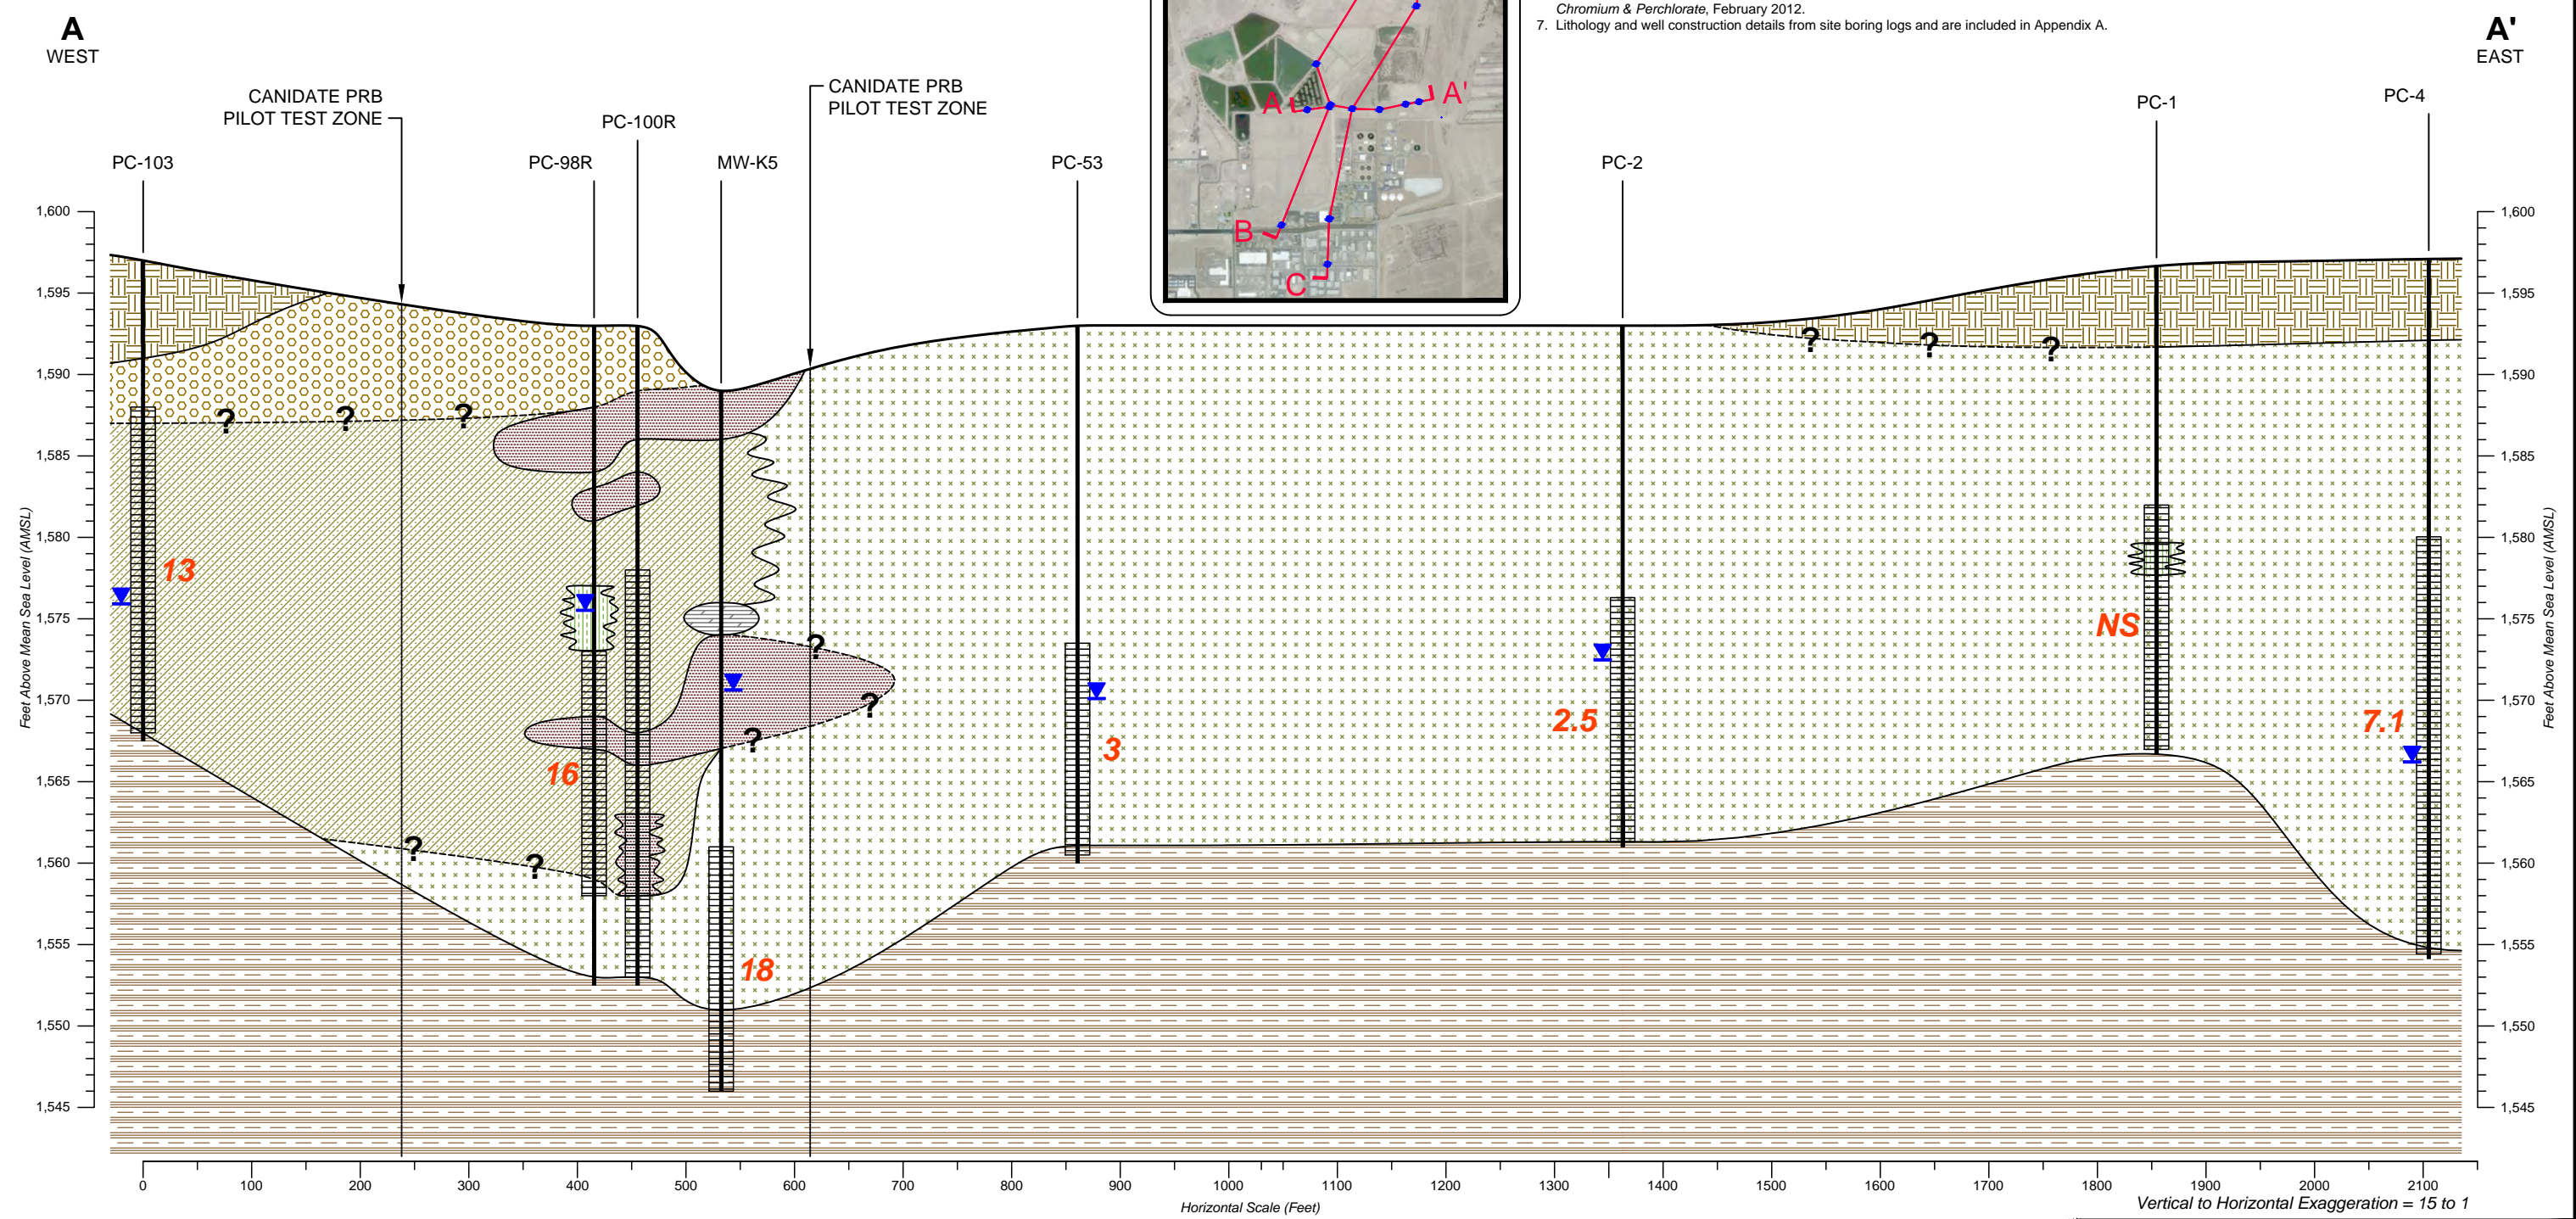 Chromium & Perchlorate, February 2012.
7. Lithology and well construction details from site boring logs and are included in Appendix A.
A
WEST
A'
EAST
CANIDATE PRB
PILOT TEST ZONE
CANIDATE PRB
PILOT TEST ZONE
A
A'
B
C
PC-103
PC-98R
PC-100R
MW-K5
PC-53
PC-2
PC-1
PC-4
1,600
1,595
1,590
1,585
1,580
1,575
1,570
1,565
1,560
1,555
1,550
1,545
Feet Above Mean Sea Level (AMSL)
1,600
1,595
1,590
1,585
1,580
1,575
1,570
1,565
1,560
1,555
1,550
1,545
Feet Above Mean Sea Level (AMSL)
? ? ?
? ? ?
13
?
?
?
16
? ?
18
3
2.5
NS
7.1
0 100 200 300 400 500 600 700 800 900 1000 1100 1200 1300 1400 1500 1600 1700 1800 1900 2000 2100
Horizontal Scale (Feet)
Vertical to Horizontal Exaggeration = 15 to 1